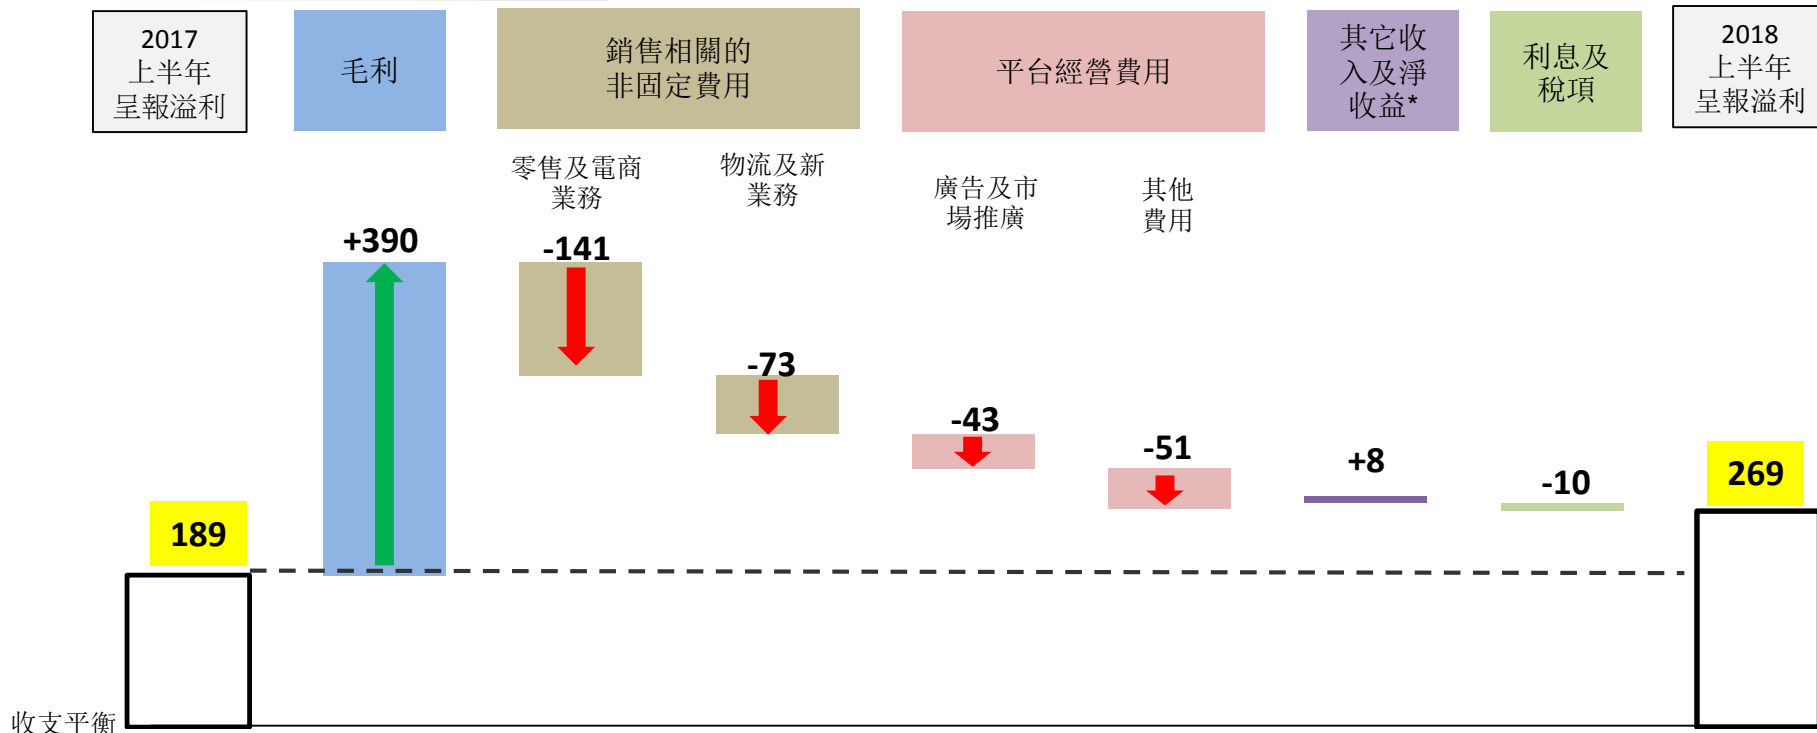 2017
上半年
呈報溢利
毛利
銷售相關的
非固定費用
平台經營費用
其它收
入及淨
收益*
利息及
稅項
2018
上半年
呈報溢利
零售及電商
業務
物流及新
業務
廣告及市
場推廣
其他
費用
+390
-141
-73
-43
-51
+8
-10
269
189
收支平衡